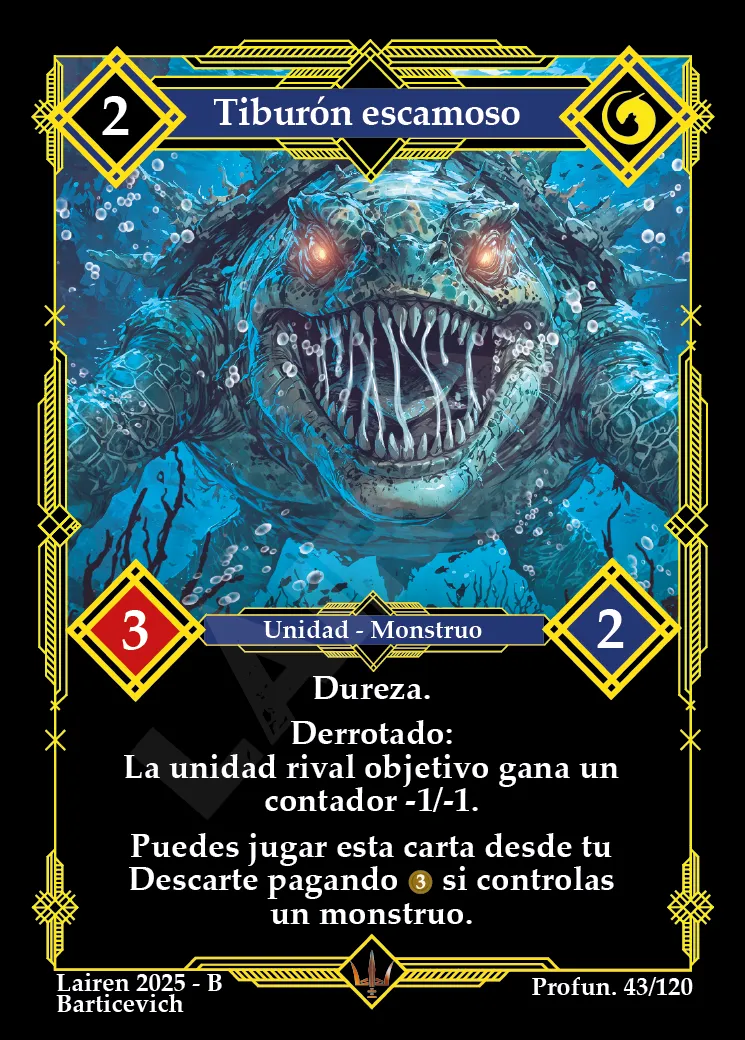 2
Tiburón escamoso
3
Unidad - Monstruo
2
Dureza.
Derrotado:
La unidad rival objetivo gana un
contador -1/-1.
Puedes jugar esta carta desde tu
Descarte pagando 3 si controlas
un monstruo.
Lairen 2025 - B
Barticevich
Profun. 43/120